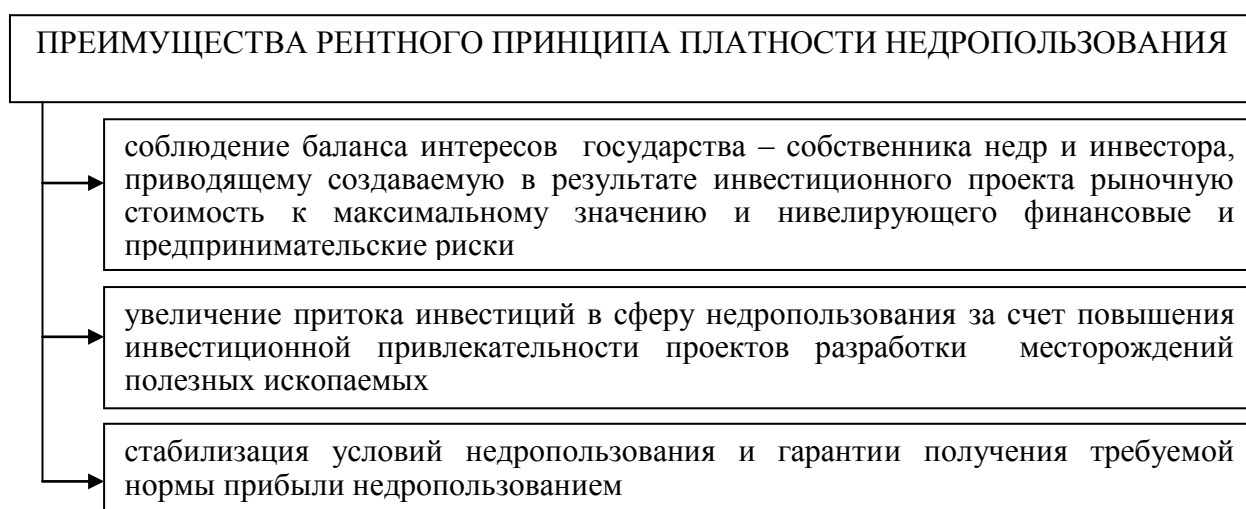 ПРЕИМУЩЕСТВА РЕНТНОГО ПРИНЦИПА ПЛАТНОСТИ НЕДРОПОЛЬЗОВАНИЯ
соблюдение баланса интересов государства – собственника недр и инвестора,
приводящему создаваемую в результате инвестиционного проекта рыночную
стоимость к максимальному значению и нивелирующего финансовые и
предпринимательские риски
увеличение притока инвестиций в сферу недропользования за счет повышения
инвестиционной привлекательности проектов разработки месторождений
полезных ископаемых
стабилизация условий недропользования и гарантии получения требуемой
нормы прибыли недропользованием